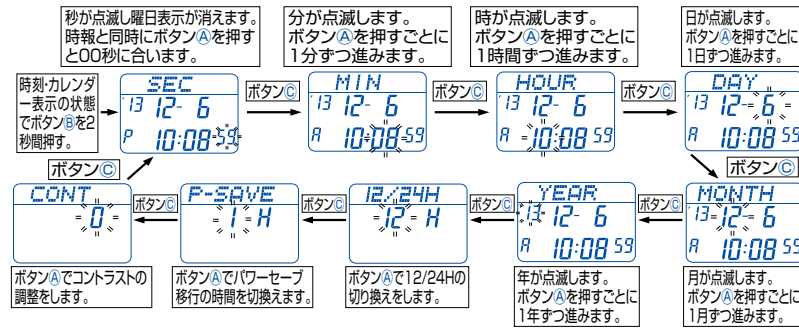 秒が点滅し曜日表示が消えます。
時報と同時にボタンⒶを押す
と00秒に合います。
分が点滅します。
ボタンⒶを押すごとに
1分ずつ進みます。
時が点滅します。
ボタンⒶを押すごとに
1時間ずつ進みます。
日が点滅します。
ボタンⒶを押すごとに
1日ずつ進みます。
時刻・カレンダ
ー表示の状態
でボタンⒷを2
秒間押す。
SEC
'13 12- 6
P 10:08 59
ボタンⒸ
MIN
'13 12- 6
A 10:08 59
ボタンⒸ
HOUR
'13 12- 6
A 10:08 59
ボタンⒸ
DAY
'13 12- 6
A 10:08 59
ボタンⒸ
ボタンⒸ
CONT
0
ボタンⒸ
P-SAVE
1 H
ボタンⒸ
12/24H
12 H
ボタンⒸ
YEAR
'13 12- 6
A 10:08 59
ボタンⒸ
MONTH
'13 12- 6
A 10:08 59
ボタンⒶでコントラストの
調整をします。
ボタンⒶでパワーセーブ
移行の時間を切換えます。
ボタンⒶで12/24Hの
切り換えをします。
年が点滅します。
ボタンⒶを押すごとに
1年ずつ進みます。
月が点滅します。
ボタンⒶを押すごとに
1月ずつ進みます。